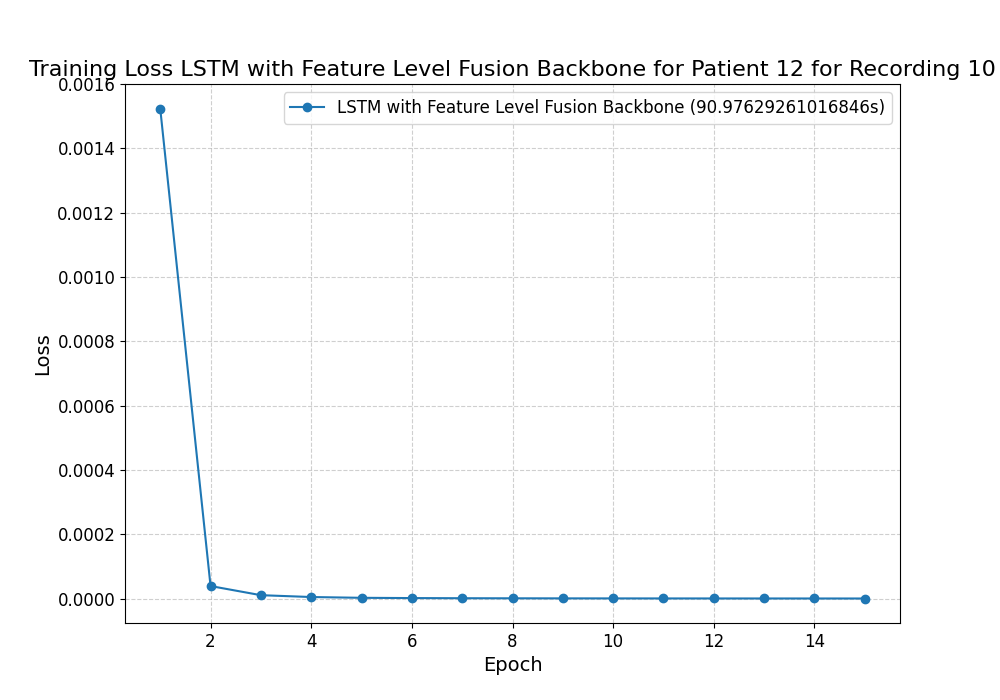 Training Loss LSTM with Feature Level Fusion Backbone for Patient 12 for Recording 10
LSTM with Feature Level Fusion Backbone (90.97629261016846s)
0.0016
0.0014
0.0012
0.0010
0.0008
0.0006
0.0004
0.0002
0.0000
Loss
2 4 6 8 10 12 14
Epoch